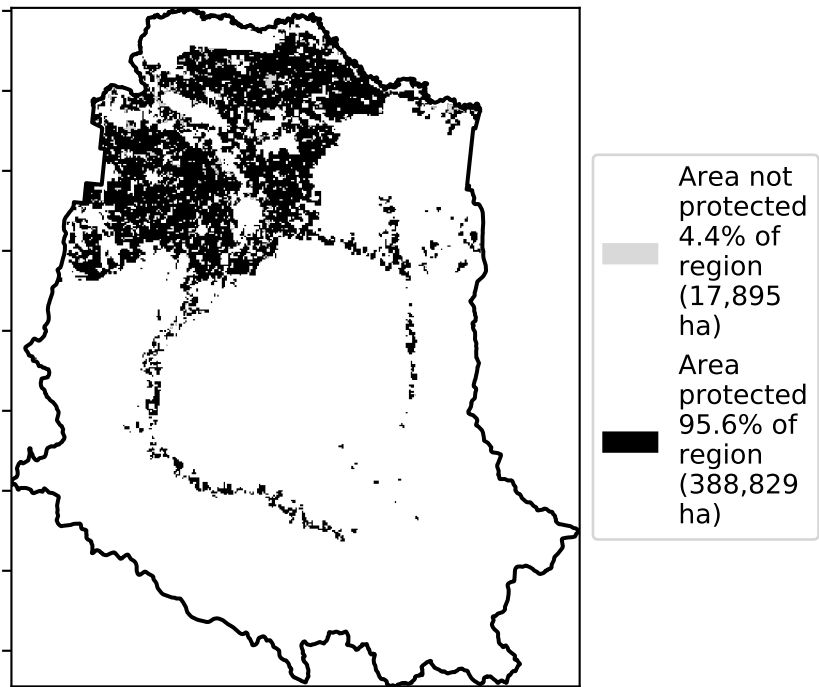 Area not
protected
4.4% of
region
(17,895
ha)
Area
protected
95.6% of
region
(388,829
ha)